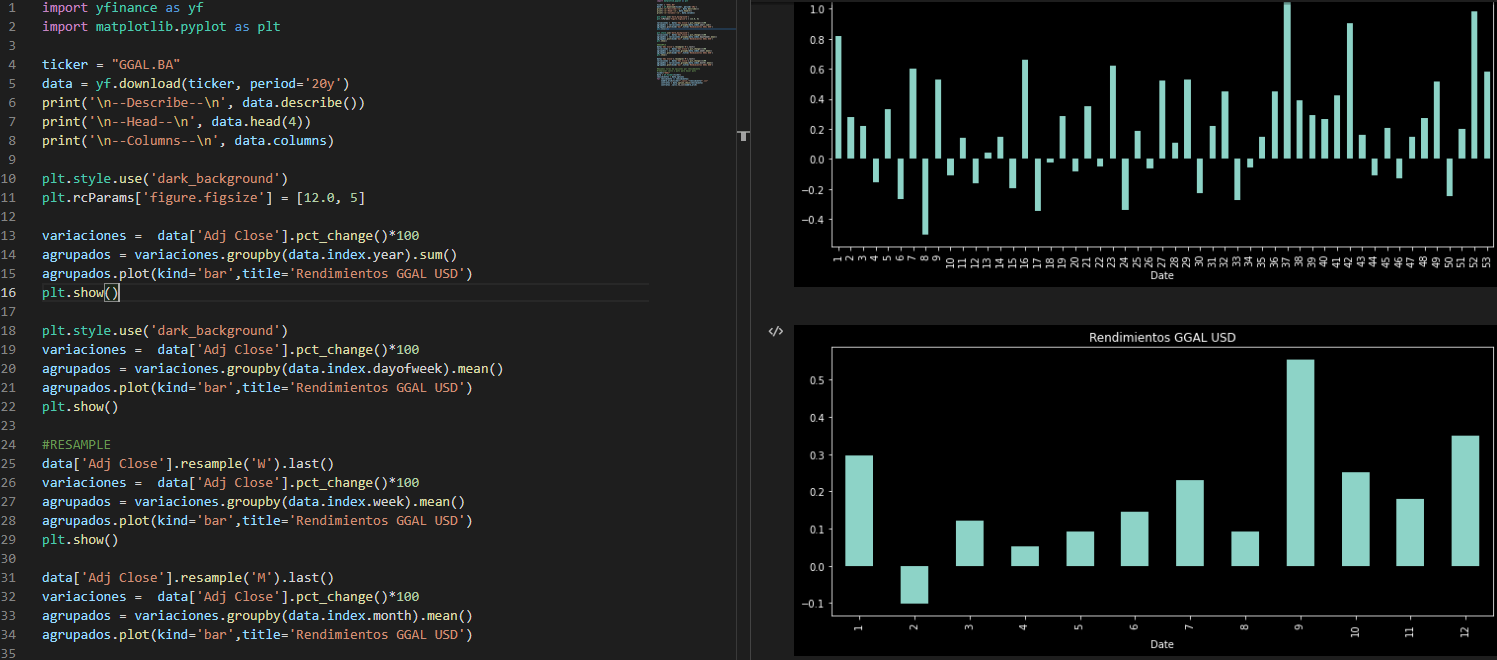 1 import yfinance as yf
2 import matplotlib.pyplot as plt
3
4 ticker = "GGAL.BA"
5 data = yf.download(ticker, period='20y')
6 print('\n--Describe--\n', data.describe())
7 print('\n--Head--\n', data.head(4))
8 print('\n--Columns--\n', data.columns)
9
10 plt.style.use('dark_background')
11 plt.rcParams['figure.figsize'] = [12.0, 5]
12
13 variaciones =  data['Adj Close'].pct_change()*100
14 agrupados = variaciones.groupby(data.index.year).sum()
15 agrupados.plot(kind='bar',title='Rendimientos GGAL USD')
16 plt.show()
17
18 plt.style.use('dark_background')
19 variaciones =  data['Adj Close'].pct_change()*100
20 agrupados = variaciones.groupby(data.index.dayofweek).mean()
21 agrupados.plot(kind='bar',title='Rendimientos GGAL USD')
22 plt.show()
23
24 #RESAMPLE
25 data['Adj Close'].resample('W').last()
26 variaciones =  data['Adj Close'].pct_change()*100
27 agrupados = variaciones.groupby(data.index.week).mean()
28 agrupados.plot(kind='bar',title='Rendimientos GGAL USD')
29 plt.show()
30
31 data['Adj Close'].resample('M').last()
32 variaciones =  data['Adj Close'].pct_change()*100
33 agrupados = variaciones.groupby(data.index.month).mean()
34 agrupados.plot(kind='bar',title='Rendimientos GGAL USD')
35
1.0
0.8
0.6
0.4
0.2
0.0
−0.2
−0.4
1 2 3 4 5 6 7 8 9 10 11 12 13 14 15 16 17 18 19 20 21 22 23 24 25 26 27 28 29 30 31 32 33 34 35 36 37 38 39 40 41 42 43 44 45 46 47 48 49 50 51 52 53
Date
</>
Rendimientos GGAL USD
0.5
0.4
0.3
0.2
0.1
0.0
−0.1
1 2 3 4 5 6 7 8 9 10 11 12
Date